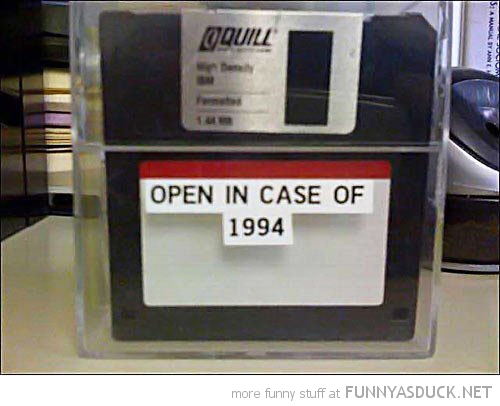 QUILL
High Density
IBM
Formatted
1.44 MB
OPEN IN CASE OF
1994
more funny stuff at FUNNYASDUCK.NET